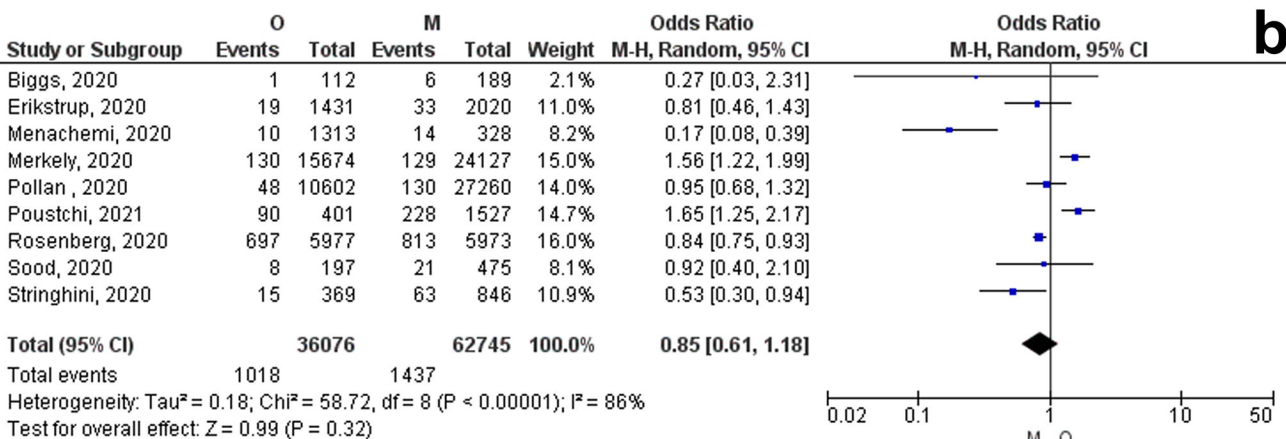 O M Odds Ratio Odds Ratio b
Study or Subgroup Events Total Events Total Weight M-H, Random, 95% CI M-H, Random, 95% CI
Biggs, 2020 1 112 6 189 2.1% 0.27 [0.03, 2.31]
Erikstrup, 2020 19 1431 33 2020 11.0% 0.81 [0.46, 1.43]
Menachemi, 2020 10 1313 14 328 8.2% 0.17 [0.08, 0.39]
Merkely, 2020 130 15674 129 24127 15.0% 1.56 [1.22, 1.99]
Pollan , 2020 48 10602 130 27260 14.0% 0.95 [0.68, 1.32]
Poustchi, 2021 90 401 228 1527 14.7% 1.65 [1.25, 2.17]
Rosenberg, 2020 697 5977 813 5973 16.0% 0.84 [0.75, 0.93]
Sood, 2020 8 197 21 475 8.1% 0.92 [0.40, 2.10]
Stringhini, 2020 15 369 63 846 10.9% 0.53 [0.30, 0.94]
Total (95% CI) 36076 62745 100.0% 0.85 [0.61, 1.18]
Total events 1018 1437
Heterogeneity: Tau² = 0.18; Chi² = 58.72, df = 8 (P < 0.00001); I² = 86%
0.02 0.1 1 10 50
Test for overall effect: Z = 0.99 (P = 0.32)
M O